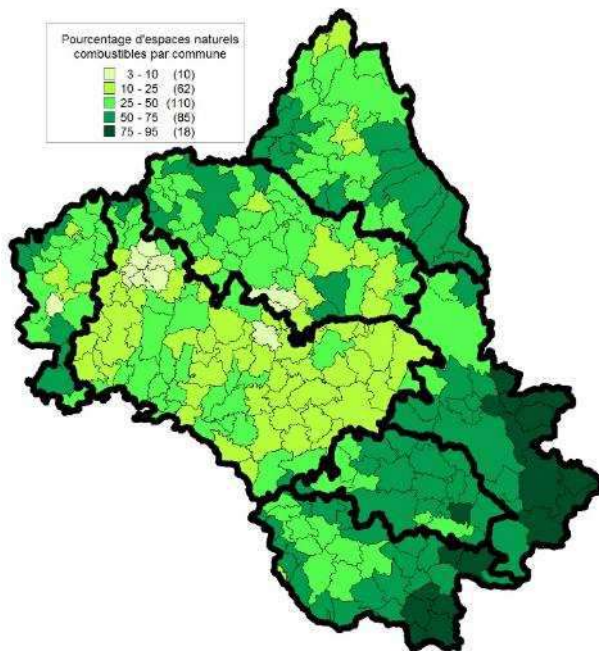 Pourcentage d'espaces naturels
combustibles par commune
3 - 10 (10)
10 - 25 (62)
25 - 50 (110)
50 - 75 (85)
75 - 95 (18)